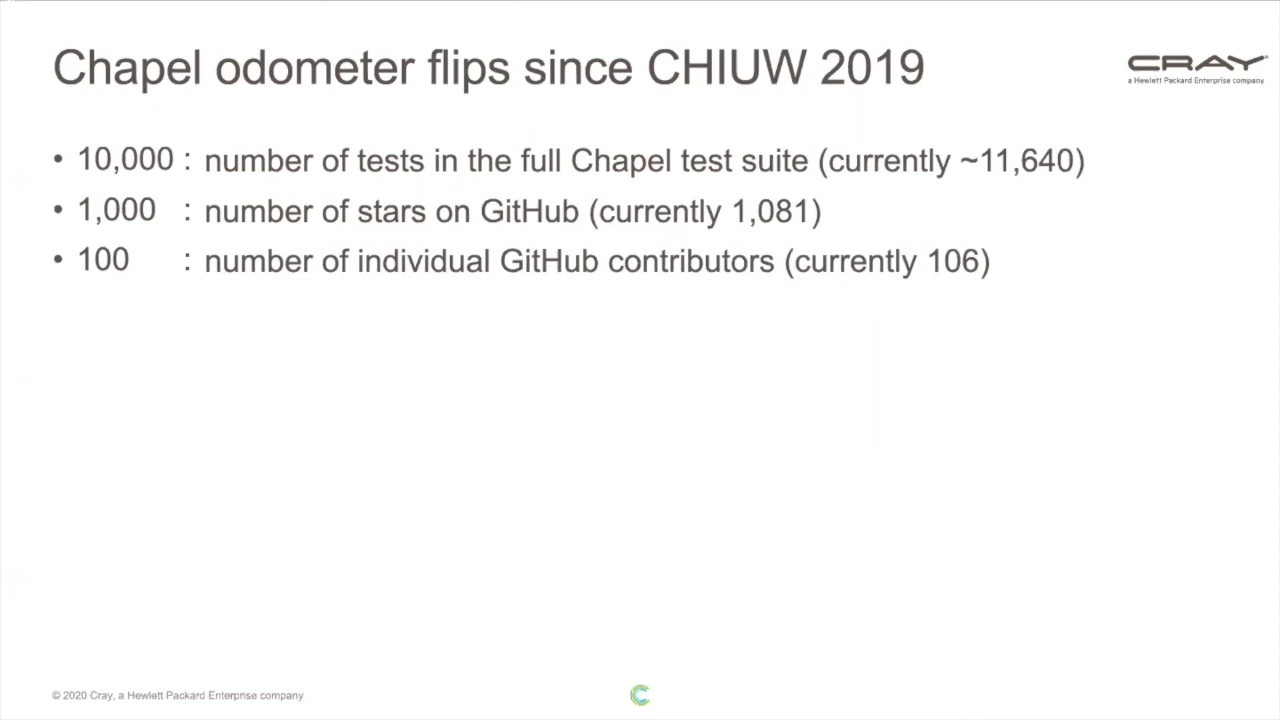 Chapel odometer flips since CHIUW 2019
CRAY
a Hewlett Packard Enterprise company
• 10,000 : number of tests in the full Chapel test suite (currently ~11,640)
• 1,000 : number of stars on GitHub (currently 1,081)
• 100 : number of individual GitHub contributors (currently 106)
© 2020 Cray, a Hewlett Packard Enterprise company